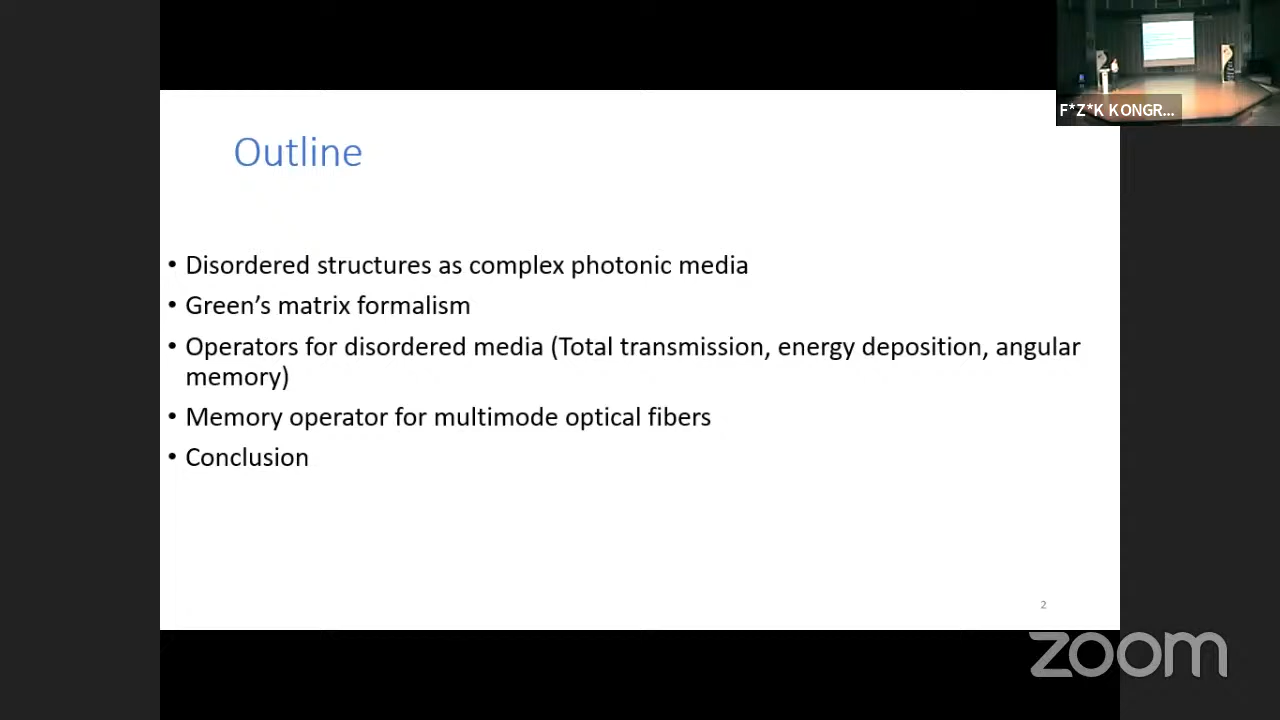 F*Z*K KONGR...
Outline
• Disordered structures as complex photonic media
• Green’s matrix formalism
• Operators for disordered media (Total transmission, energy deposition, angular
memory)
• Memory operator for multimode optical fibers
• Conclusion
2
zoom